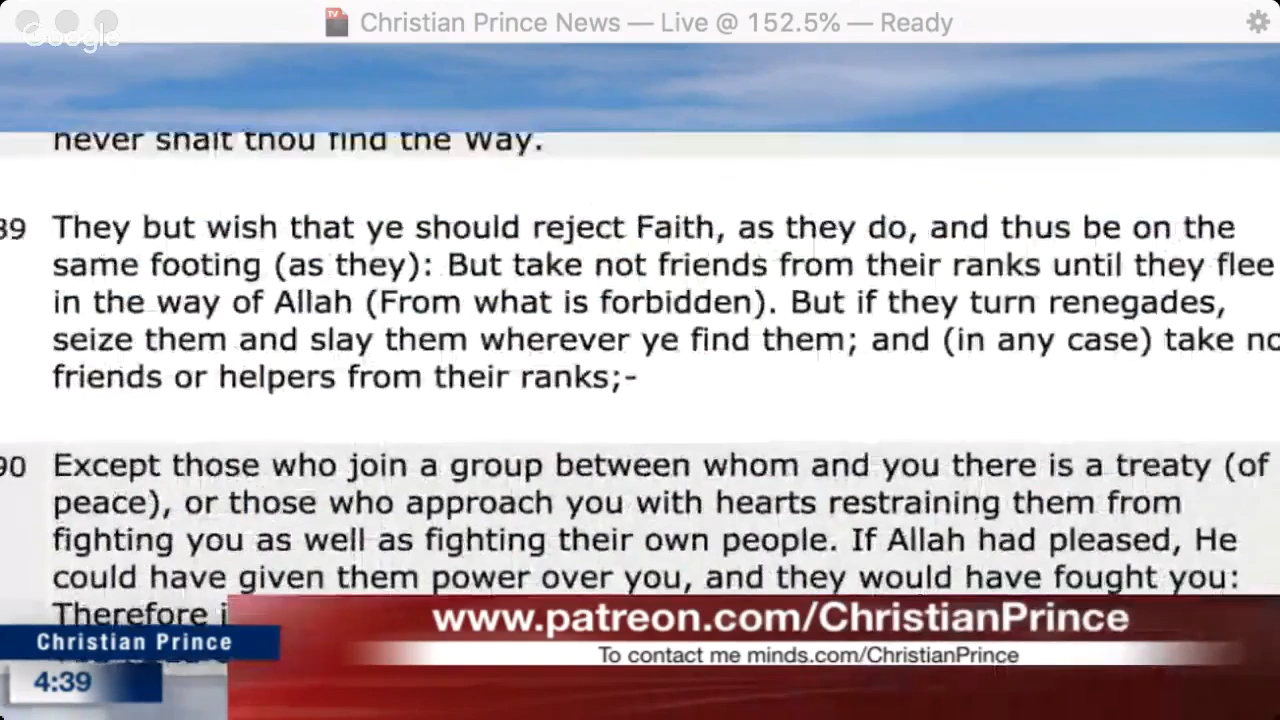 Christian Prince News — Live @ 152.5% — Ready
Google
never shalt thou find the Way.
89 They but wish that ye should reject Faith, as they do, and thus be on the
same footing (as they): But take not friends from their ranks until they flee
in the way of Allah (From what is forbidden). But if they turn renegades,
seize them and slay them wherever ye find them; and (in any case) take no
friends or helpers from their ranks;-
90 Except those who join a group between whom and you there is a treaty (of
peace), or those who approach you with hearts restraining them from
fighting you as well as fighting their own people. If Allah had pleased, He
could have given them power over you, and they would have fought you:
Therefore i
www.patreon.com/ChristianPrince
Christian Prince
To contact me minds.com/ChristianPrince
4:39